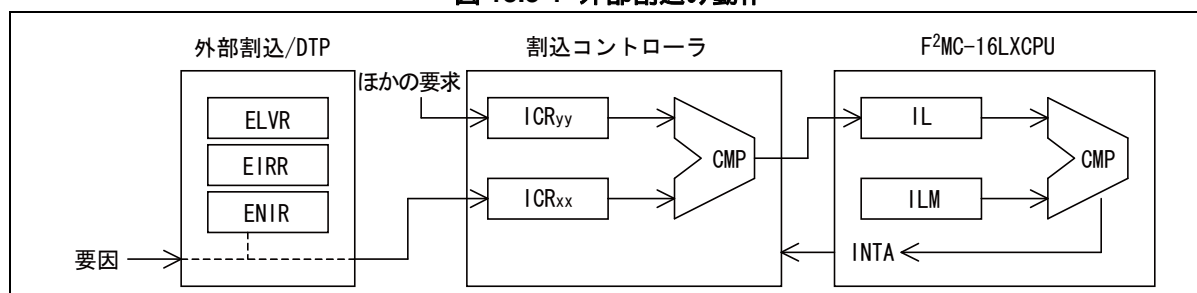 外部割込/DTP
割込コントローラ
F²MC-16LXCPU
ほかの要求
ELVR
EIRR
ENIR
要因
ICRyy
ICRxx
CMP
IL
ILM
CMP
INTA